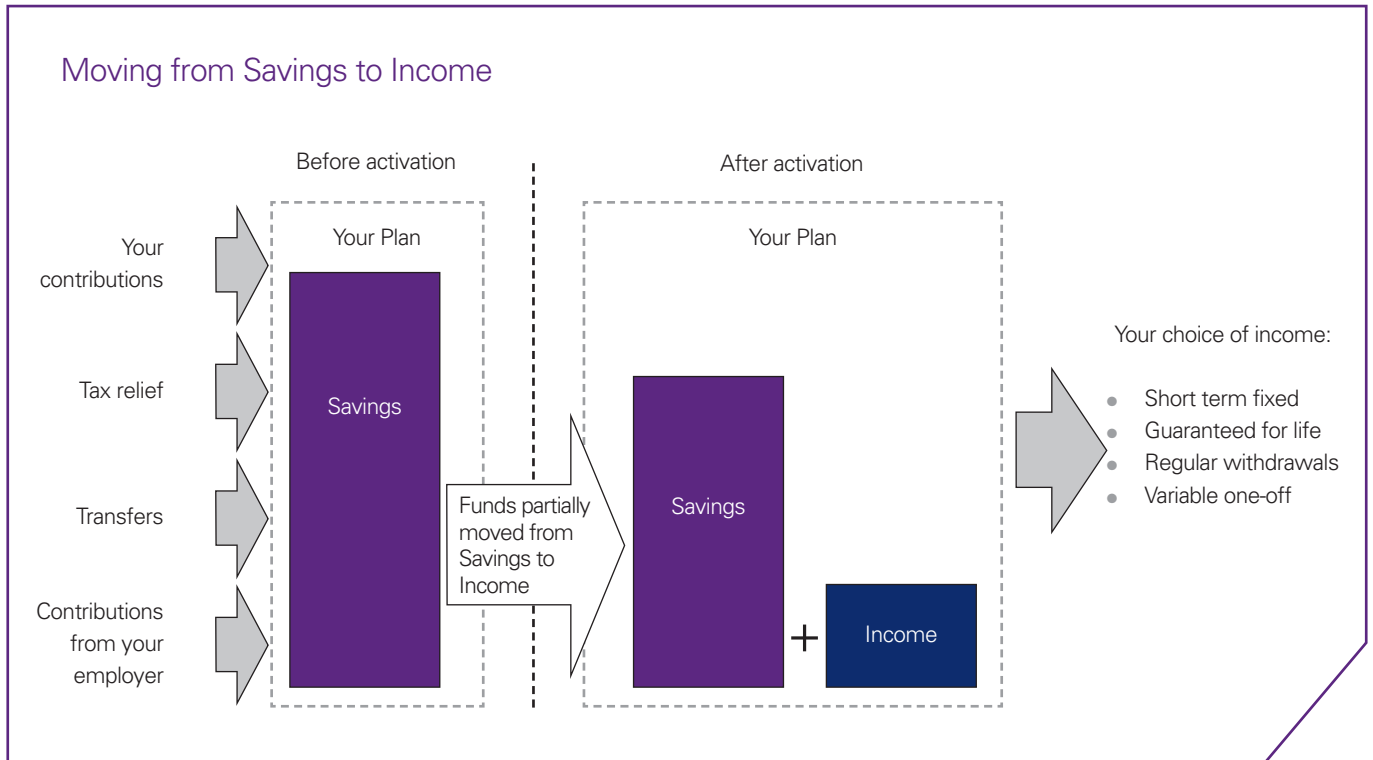 Moving from Savings to Income
Before activation
After activation
Your
contributions
Tax relief
Transfers
Contributions
from your
employer
Your Plan
Savings
Funds partially
moved from
Savings to
Income
Your Plan
Savings
+
Income
Your choice of income:
● Short term fixed
● Guaranteed for life
● Regular withdrawals
● Variable one-off